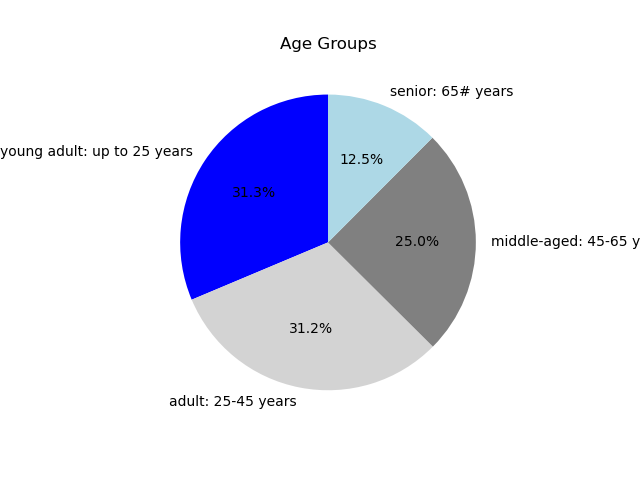 Age Groups
senior: 65# years
young adult: up to 25 years
12.5%
31.3%
25.0%
middle-aged: 45-65 y
31.2%
adult: 25-45 years